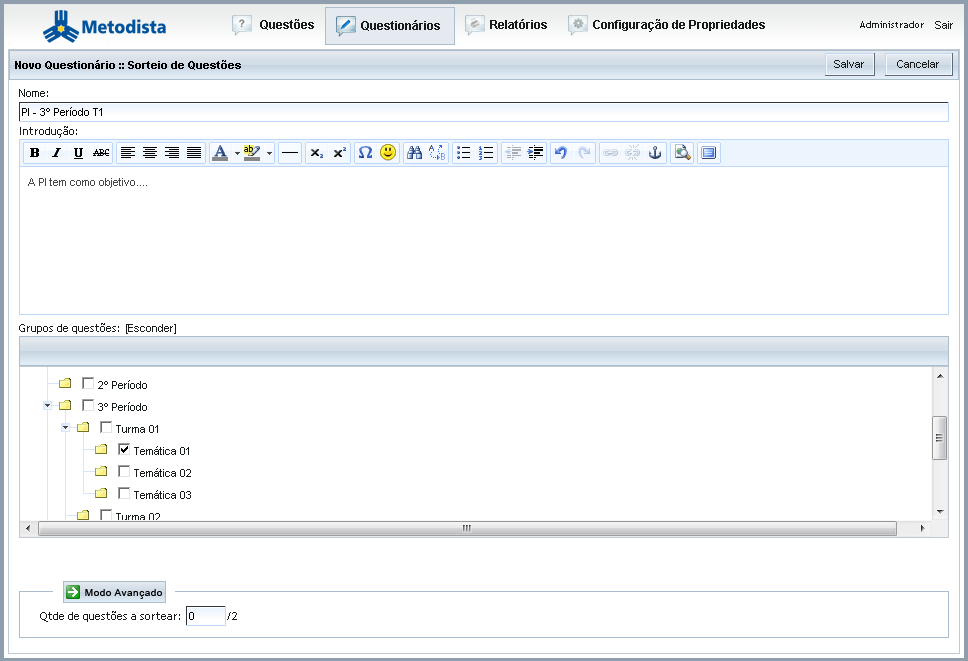 Metodista
Questões
Questionários
Relatórios
Configuração de Propriedades
Administrador
Sair
Novo Questionário :: Sorteio de Questões
Salvar
Cancelar
Nome:
PI - 3º Período T1
Introdução:
B I U ABC
A PI tem como objetivo....
Grupos de questões: [Esconder]
2º Período
3º Período
Turma 01
Temática 01
Temática 02
Temática 03
Turma 02
Modo Avançado
Qtde de questões a sortear: 0 /2